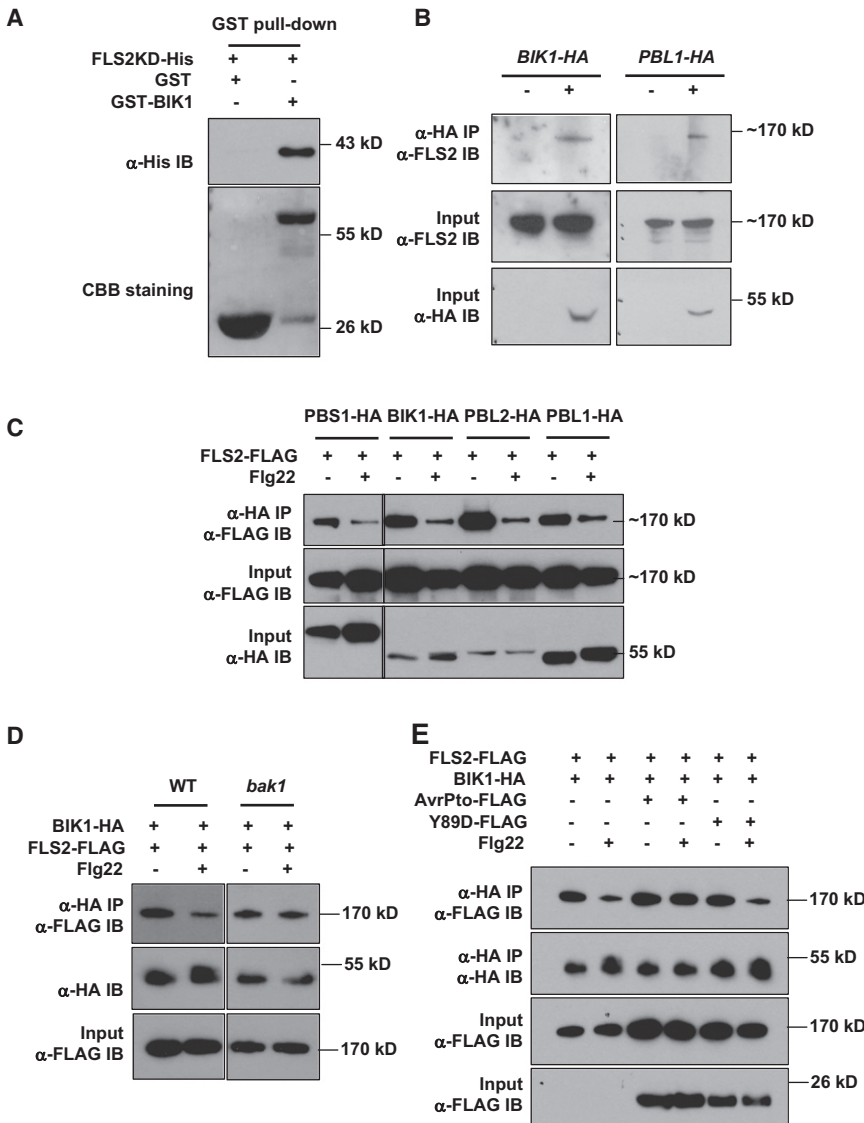 A
GST pull-down
FLS2KD-His + +
GST + -
GST-BIK1 - +
α-His IB
43 kD
55 kD
CBB staining
26 kD
B
BIK1-HA PBL1-HA
- + - +
α-HA IP
α-FLS2 IB
~170 kD
Input
α-FLS2 IB
~170 kD
Input
α-HA IB
55 kD
C
PBS1-HA BIK1-HA PBL2-HA PBL1-HA
FLS2-FLAG + + + + + + + +
Flg22 - + - + - + - +
α-HA IP
α-FLAG IB
~170 kD
Input
α-FLAG IB
~170 kD
Input
α-HA IB
55 kD
D
WT bak1
BIK1-HA + + + +
FLS2-FLAG + + + +
Flg22 - + - +
α-HA IP
α-FLAG IB
170 kD
α-HA IB
55 kD
Input
α-FLAG IB
170 kD
E
FLS2-FLAG + + + + + +
BIK1-HA + + + + + +
AvrPto-FLAG - - + + - -
Y89D-FLAG - - - - + +
Flg22 - + - + - +
α-HA IP
α-FLAG IB
170 kD
α-HA IP
α-HA IB
55 kD
Input
α-FLAG IB
170 kD
Input
α-FLAG IB
26 kD